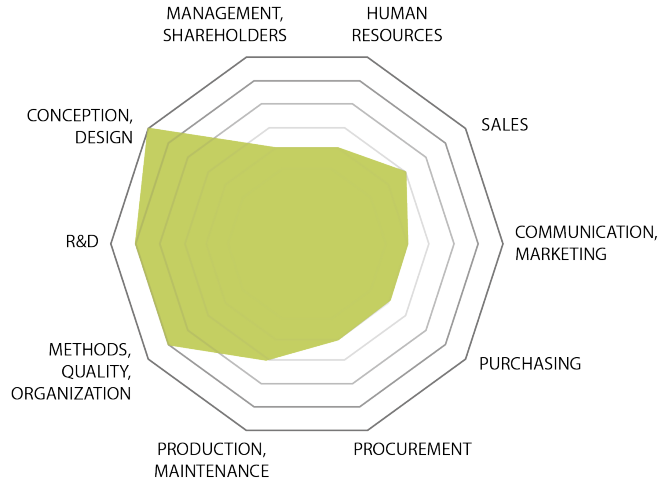 MANAGEMENT,
SHAREHOLDERS
HUMAN
RESOURCES
CONCEPTION,
DESIGN
SALES
R&D
COMMUNICATION,
MARKETING
METHODS,
QUALITY,
ORGANIZATION
PURCHASING
PRODUCTION,
MAINTENANCE
PROCUREMENT